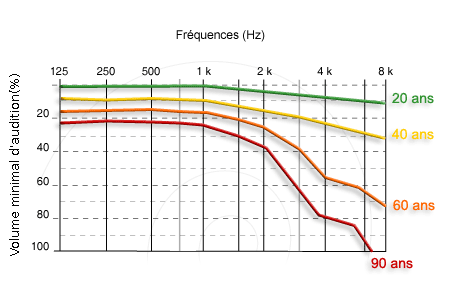 Fréquences (Hz)
125 250 500 1 k 2 k 4 k 8 k
Volume minimal d'audition(%)
20
40
60
80
100
20 ans
40 ans
60 ans
90 ans